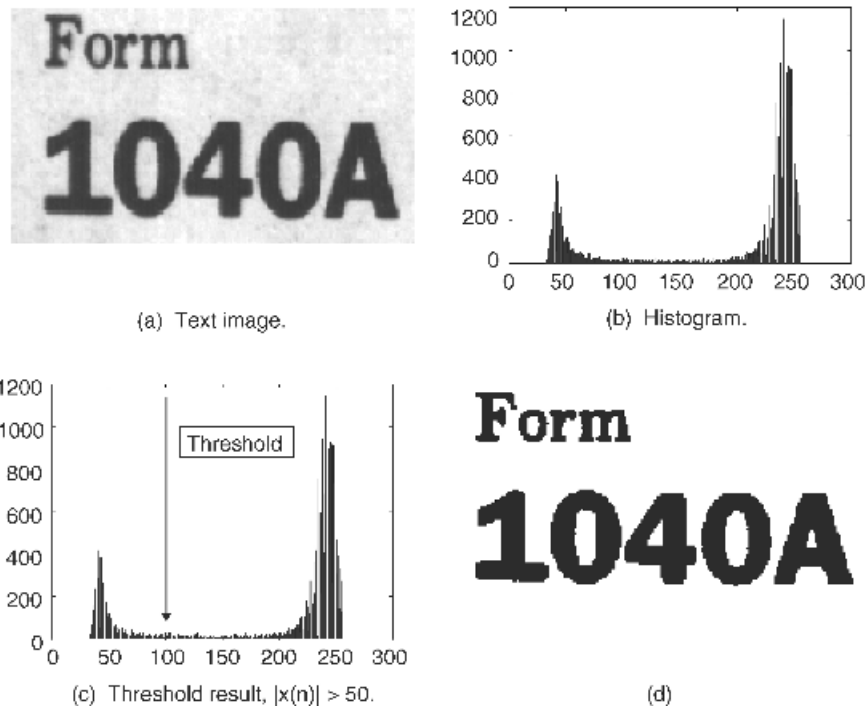 Form
1040A
1200
1000
800
600
400
200
0
0 50 100 150 200 250 300
(a) Text image.
(b) Histogram.
1200
1000
800
600
400
200
0
Threshold
0 50 100 150 200 250 300
(c) Threshold result, |x(n)| > 50.
Form
1040A
(d)